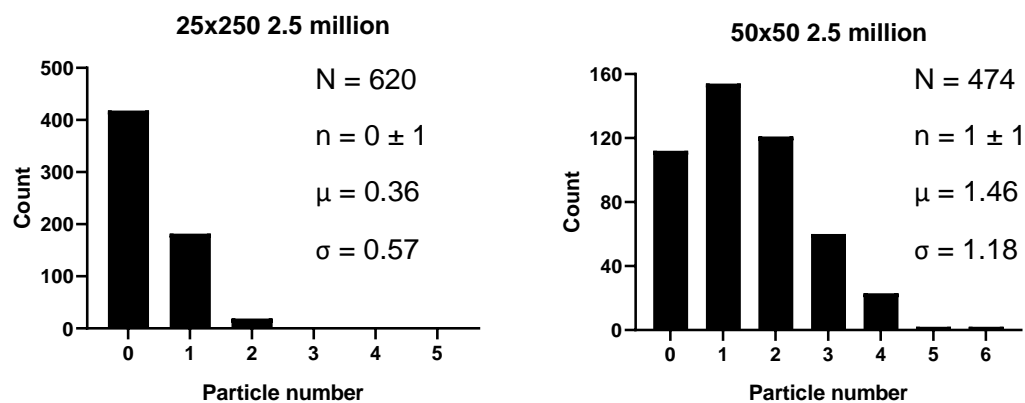 25x250 2.5 million
500
400
300
200
100
0
Count
N = 620
n = 0 ± 1
μ = 0.36
σ = 0.57
0 1 2 3 4 5
Particle number
50x50 2.5 million
160
120
80
40
0
Count
N = 474
n = 1 ± 1
μ = 1.46
σ = 1.18
0 1 2 3 4 5 6
Particle number